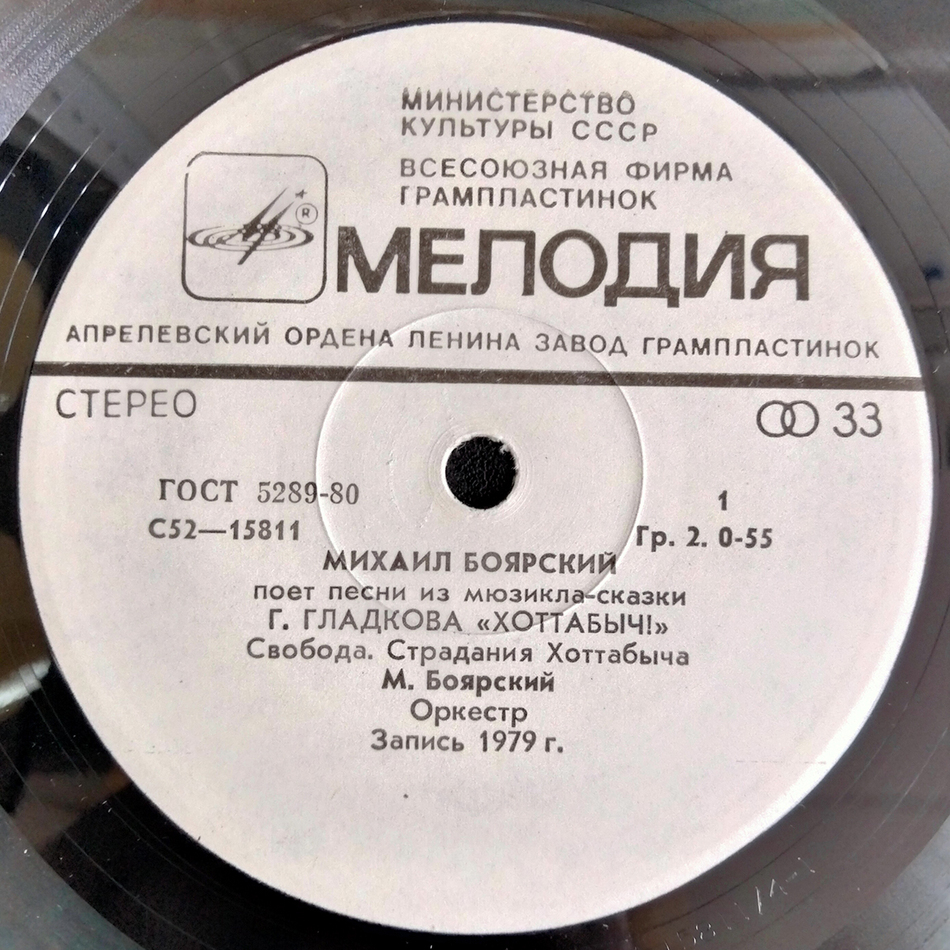 МИНИСТЕРСТВО
КУЛЬТУРЫ СССР
ВСЕСОЮЗНАЯ ФИРМА
ГРАМПЛАСТИНОК
®
МЕЛОДИЯ
АПРЕЛЕВСКИЙ ОРДЕНА ЛЕНИНА ЗАВОД ГРАМПЛАСТИНОК
СТЕРЕО
33
ГОСТ 5289-80
1
С52—15811
Гр. 2. 0-55
МИХАИЛ БОЯРСКИЙ
поет песни из мюзикла-сказки
Г. ГЛАДКОВА «ХОТТАБЫЧ!»
Свобода. Страдания Хоттабыча
М. Боярский
Оркестр
Запись 1979 г.